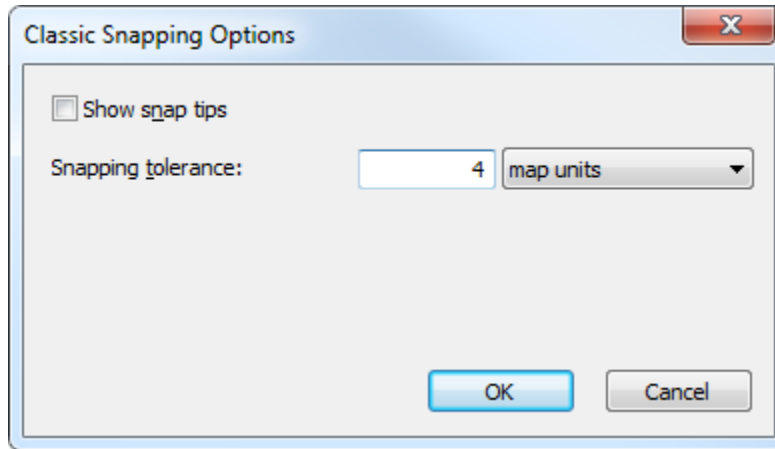 Classic Snapping Options
Show snap tips
Snapping tolerance: 4 map units
OK Cancel